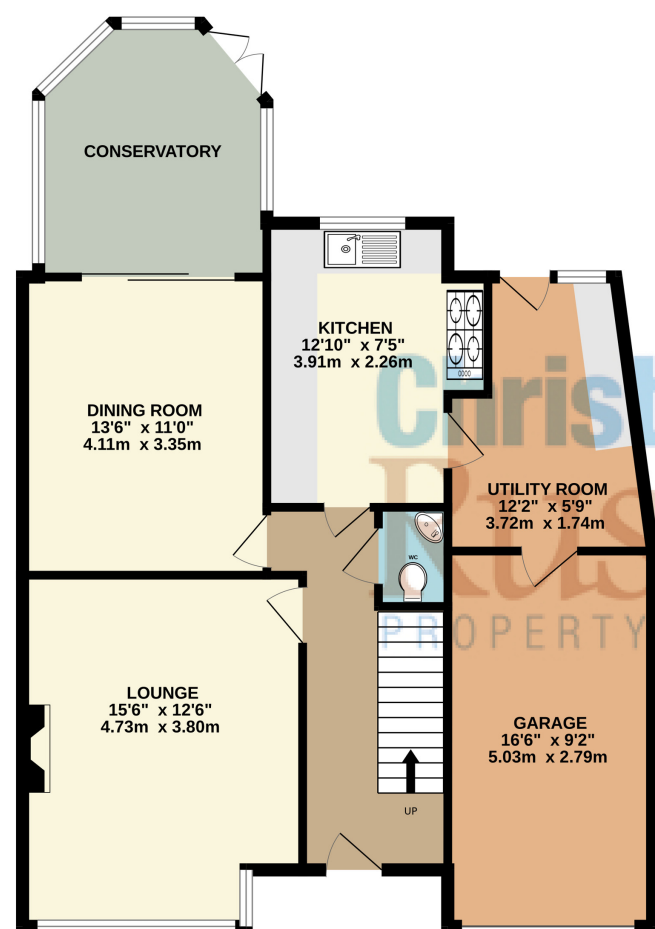 CONSERVATORY
KITCHEN
12'10" x 7'5"
3.91m x 2.26m
DINING ROOM
13'6" x 11'0"
4.11m x 3.35m
Christ
UTILITY ROOM
12'2" x 5'9"
3.72m x 1.74m
Rus
WC
PROPERTY
LOUNGE
15'6" x 12'6"
4.73m x 3.80m
GARAGE
16'6" x 9'2"
5.03m x 2.79m
UP